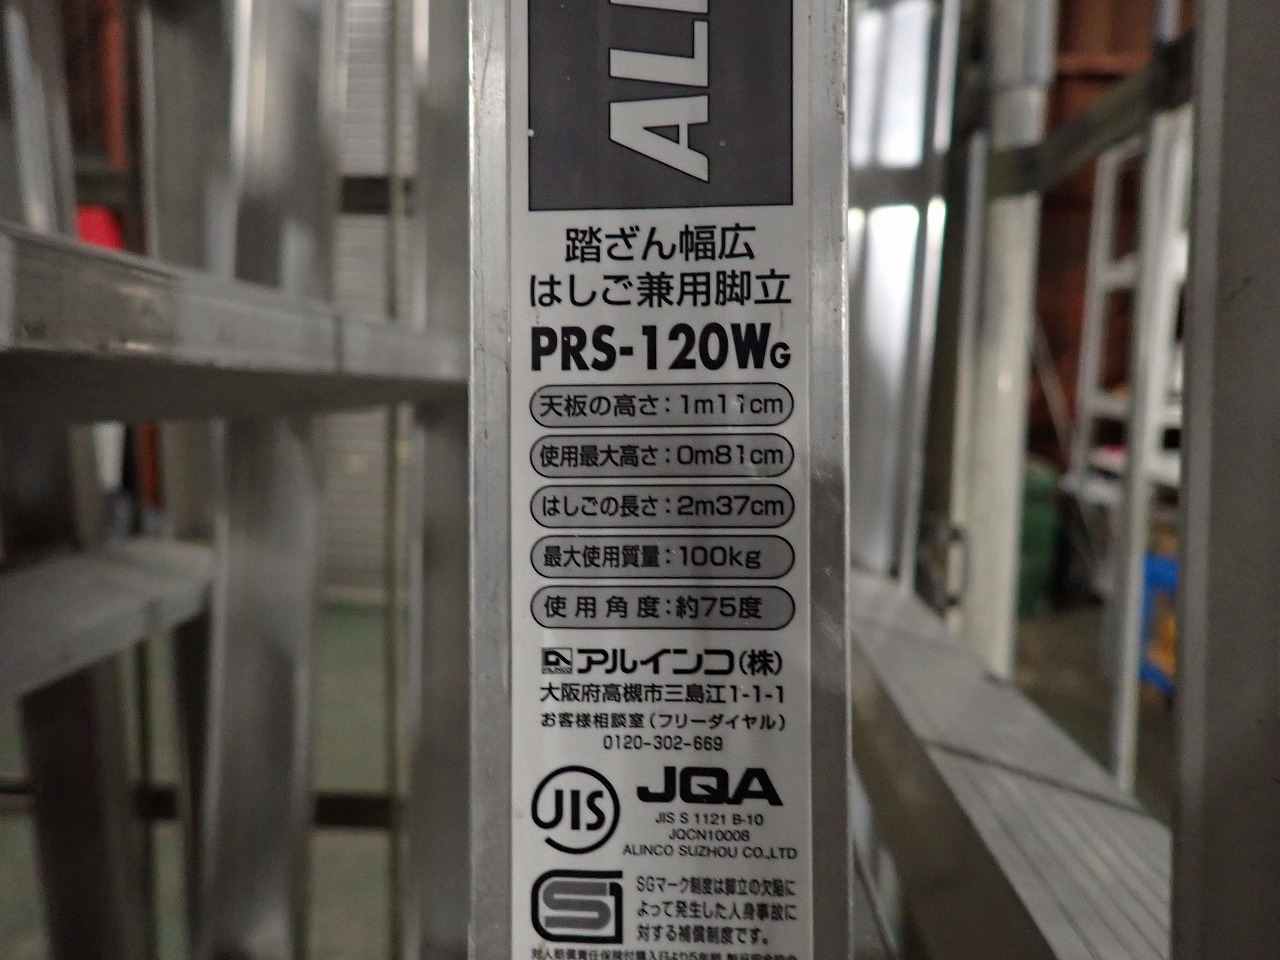 ALI
踏ざん幅広
はしご兼用脚立
PRS-120WG
天板の高さ:1m11cm
使用最大高さ:0m81cm
はしごの長さ:2m37cm
最大使用質量:100kg
使用角度:約75度
アルインコ(株)
大阪府高槻市三島江1-1-1
お客様相談室(フリーダイヤル)
0120-302-669
JIS
JQA
JIS S 1121 B-10
JQCN10008
ALINCO SUZHOU CO.,LTD
SGマーク制度は脚立の欠陥に
よって発生した人身事故に
対する補償制度です。